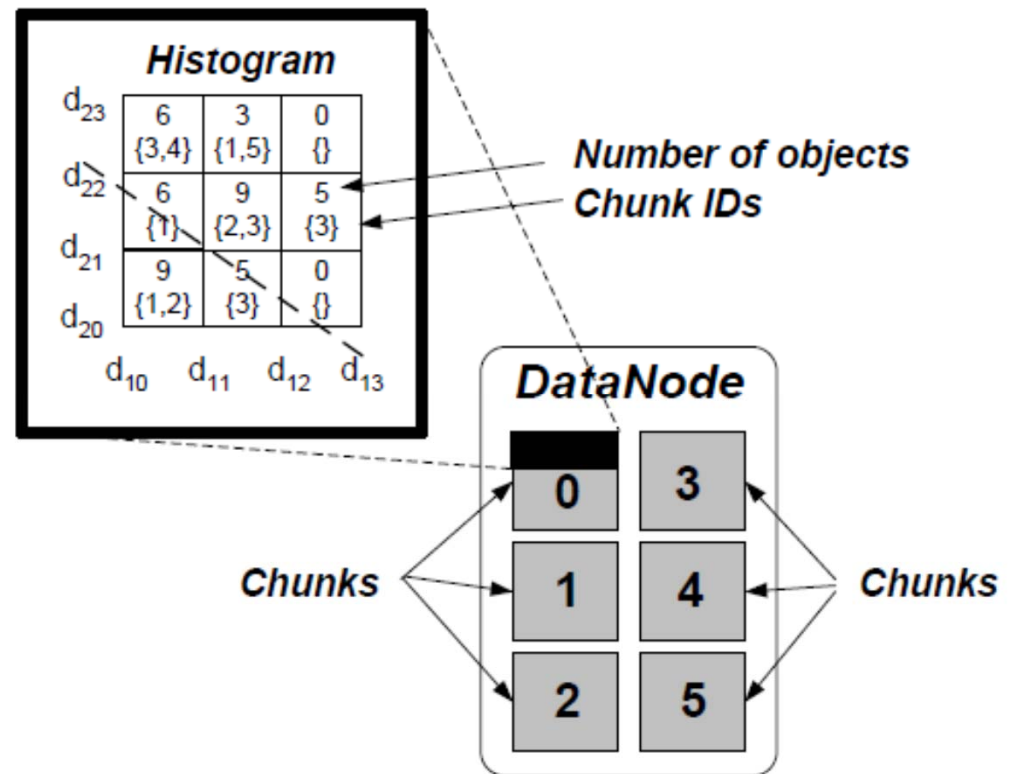 Histogram
d23 6 3 0
{3,4} {1,5} {}
d22 6 9 5
{1} {2,3} {3}
d21 9 5 0
{1,2} {3} {}
d20
d10 d11 d12 d13
Number of objects
Chunk IDs
DataNode
0 3
Chunks 1 4 Chunks
2 5